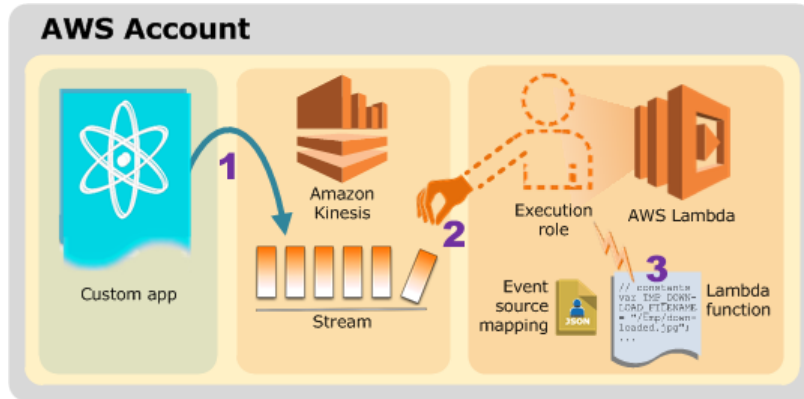 AWS Account
1
Amazon
Kinesis
2
Execution
role
AWS Lambda
Custom app
Stream
Event
source
mapping
JSON
3
// constants
var TMP_DOWN-
LOAD_FILENAME
= "/tmp/down-
loaded.jpg";
...
Lambda
function